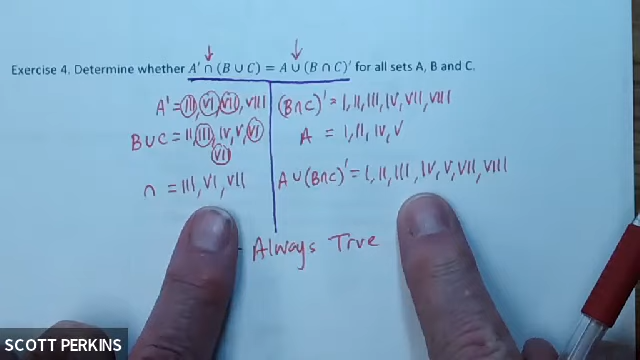 Exercise 4. Determine whether A' ∩ (B ∪ C) = A ∪ (B ∩ C)' for all sets A, B and C.
A' = III, VI, VII, VIII
B∪C = II, III, IV, V, VI
VII
∩ = III, VI, VII
(B∩C)' = I, II, III, IV, VII, VIII
A = I, II, IV, V
A ∪ (B∩C)' = I, II, III, IV, V, VII, VIII
Always True
SCOTT PERKINS